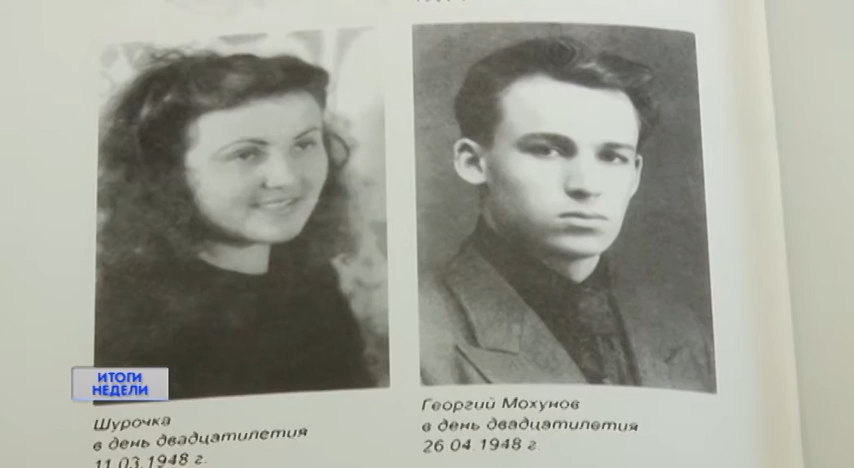 ИТОГИ
НЕДЕЛИ
Шурочка
в день двадцатилетия
11.03.1948 г.
Георгий Мохунов
в день двадцатилетия
26.04.1948 г.